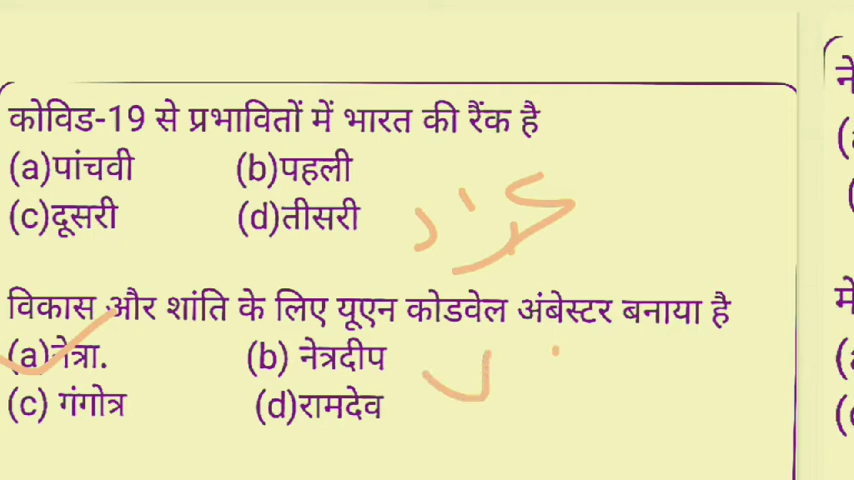 कोविड-19 से प्रभावितों में भारत की रैंक है
(a)पांचवी (b)पहली
(c)दूसरी (d)तीसरी
विकास और शांति के लिए यूएन कोडवेल अंबेस्टर बनाया है
(a)नेत्रा. (b) नेत्रदीप
(c) गंगोत्र (d)रामदेव